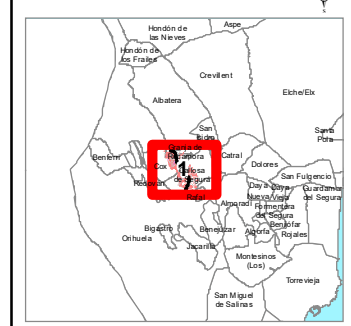 s
Hondón de
las Nieves
Aspe
Hondón de
los Frailes
Crevillent
Albatera
Elche/Elx
San
Isidro
Santa
Pola
Granja de
Rocamora
Catral
Benferri
Cox
Callosa
de Segura
Dolores
San Fulgencio
Redován
Daya
Nueva
Daya
Vieja
Guardamar
del Segura
Rafal
Almoradí
Formentera
del Segura
Bigastro
Benejúzar
Algorfa
Benijófar
Rojales
Orihuela
Jacarilla
Montesinos
(Los)
Torrevieja
San Miguel
de Salinas